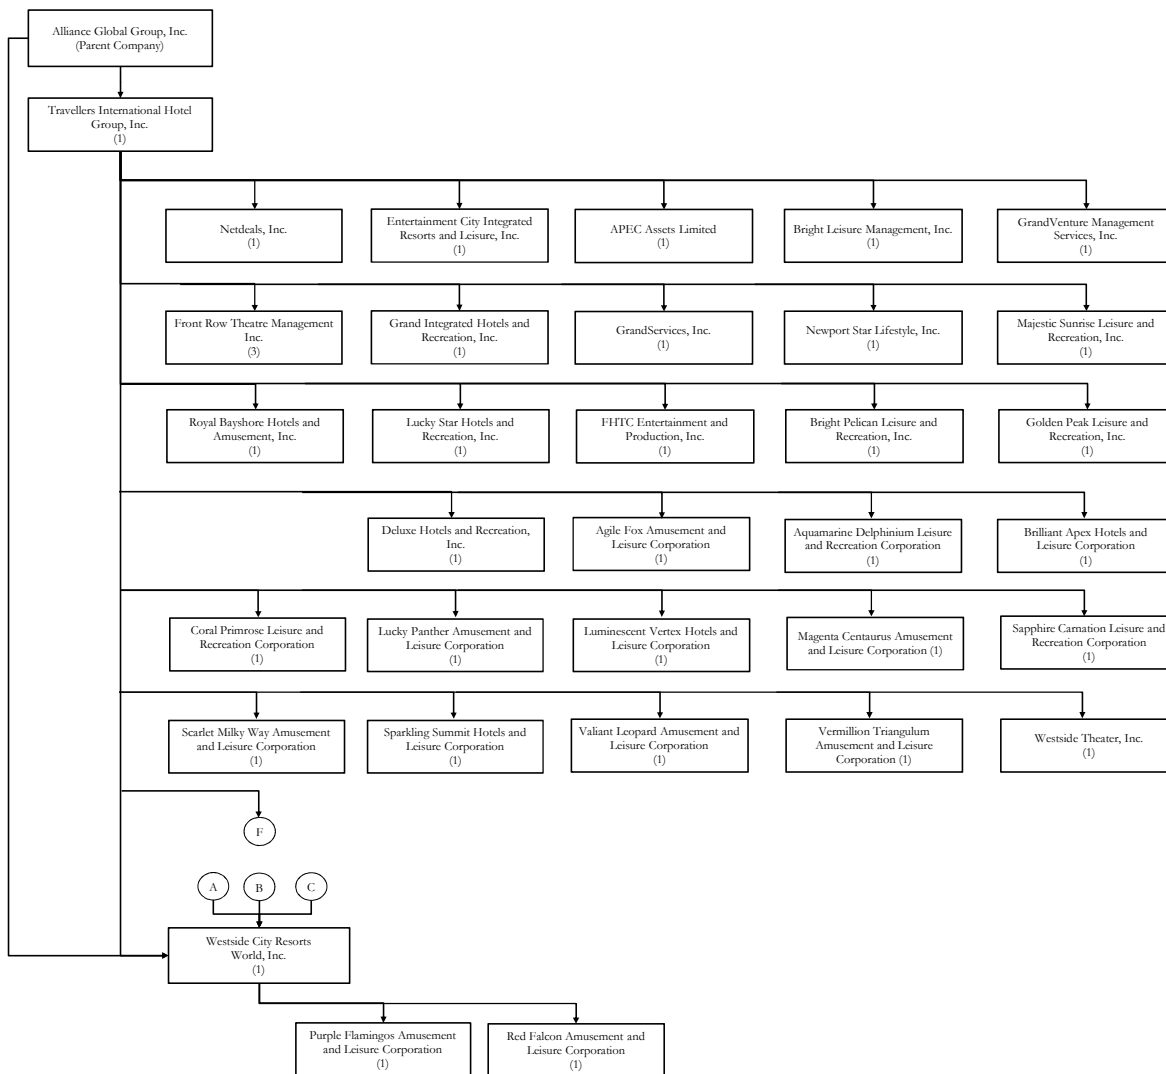 Alliance Global Group, Inc.
(Parent Company)
Travellers International Hotel
Group, Inc.
(1)
Netdeals, Inc.
(1)
Entertainment City Integrated
Resorts and Leisure, Inc.
(1)
APEC Assets Limited
(1)
Bright Leisure Management, Inc.
(1)
GrandVenture Management
Services, Inc.
(1)
Front Row Theatre Management
Inc.
(3)
Grand Integrated Hotels and
Recreation, Inc.
(1)
GrandServices, Inc.
(1)
Newport Star Lifestyle, Inc.
(1)
Majestic Sunrise Leisure and
Recreation, Inc.
(1)
Royal Bayshore Hotels and
Amusement, Inc.
(1)
Lucky Star Hotels and
Recreation, Inc.
(1)
FHTC Entertainment and
Production, Inc.
(1)
Bright Pelican Leisure and
Recreation, Inc.
(1)
Golden Peak Leisure and
Recreation, Inc.
(1)
Deluxe Hotels and Recreation,
Inc.
(1)
Agile Fox Amusement and
Leisure Corporation
(1)
Aquamarine Delphinium Leisure
and Recreation Corporation
(1)
Brilliant Apex Hotels and
Leisure Corporation
(1)
Coral Primrose Leisure and
Recreation Corporation
(1)
Lucky Panther Amusement and
Leisure Corporation
(1)
Luminescent Vertex Hotels and
Leisure Corporation
(1)
Magenta Centaurus Amusement
and Leisure Corporation (1)
Sapphire Carnation Leisure and
Recreation Corporation
(1)
Scarlet Milky Way Amusement
and Leisure Corporation
(1)
Sparkling Summit Hotels and
Leisure Corporation
(1)
Valiant Leopard Amusement and
Leisure Corporation
(1)
Vermillion Triangulum
Amusement and Leisure
Corporation (1)
Westside Theater, Inc.
(1)
F
A
B
C
Westside City Resorts
World, Inc.
(1)
Purple Flamingos Amusement
and Leisure Corporation
(1)
Red Falcon Amusement and
Leisure Corporation
(1)